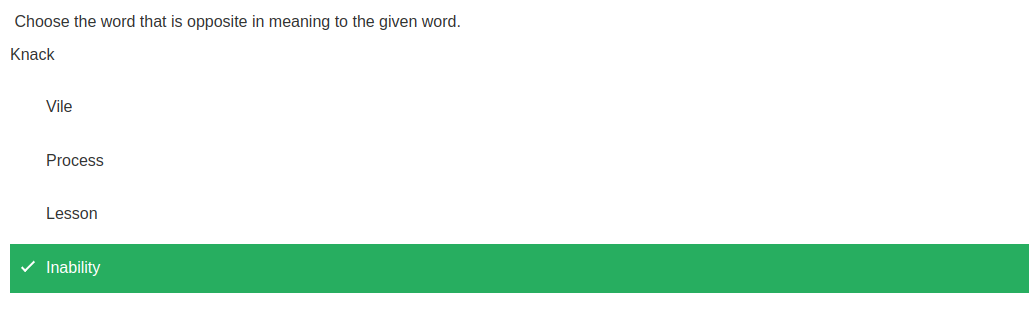 Choose the word that is opposite in meaning to the given word.
Knack
Vile
Process
Lesson
Inability